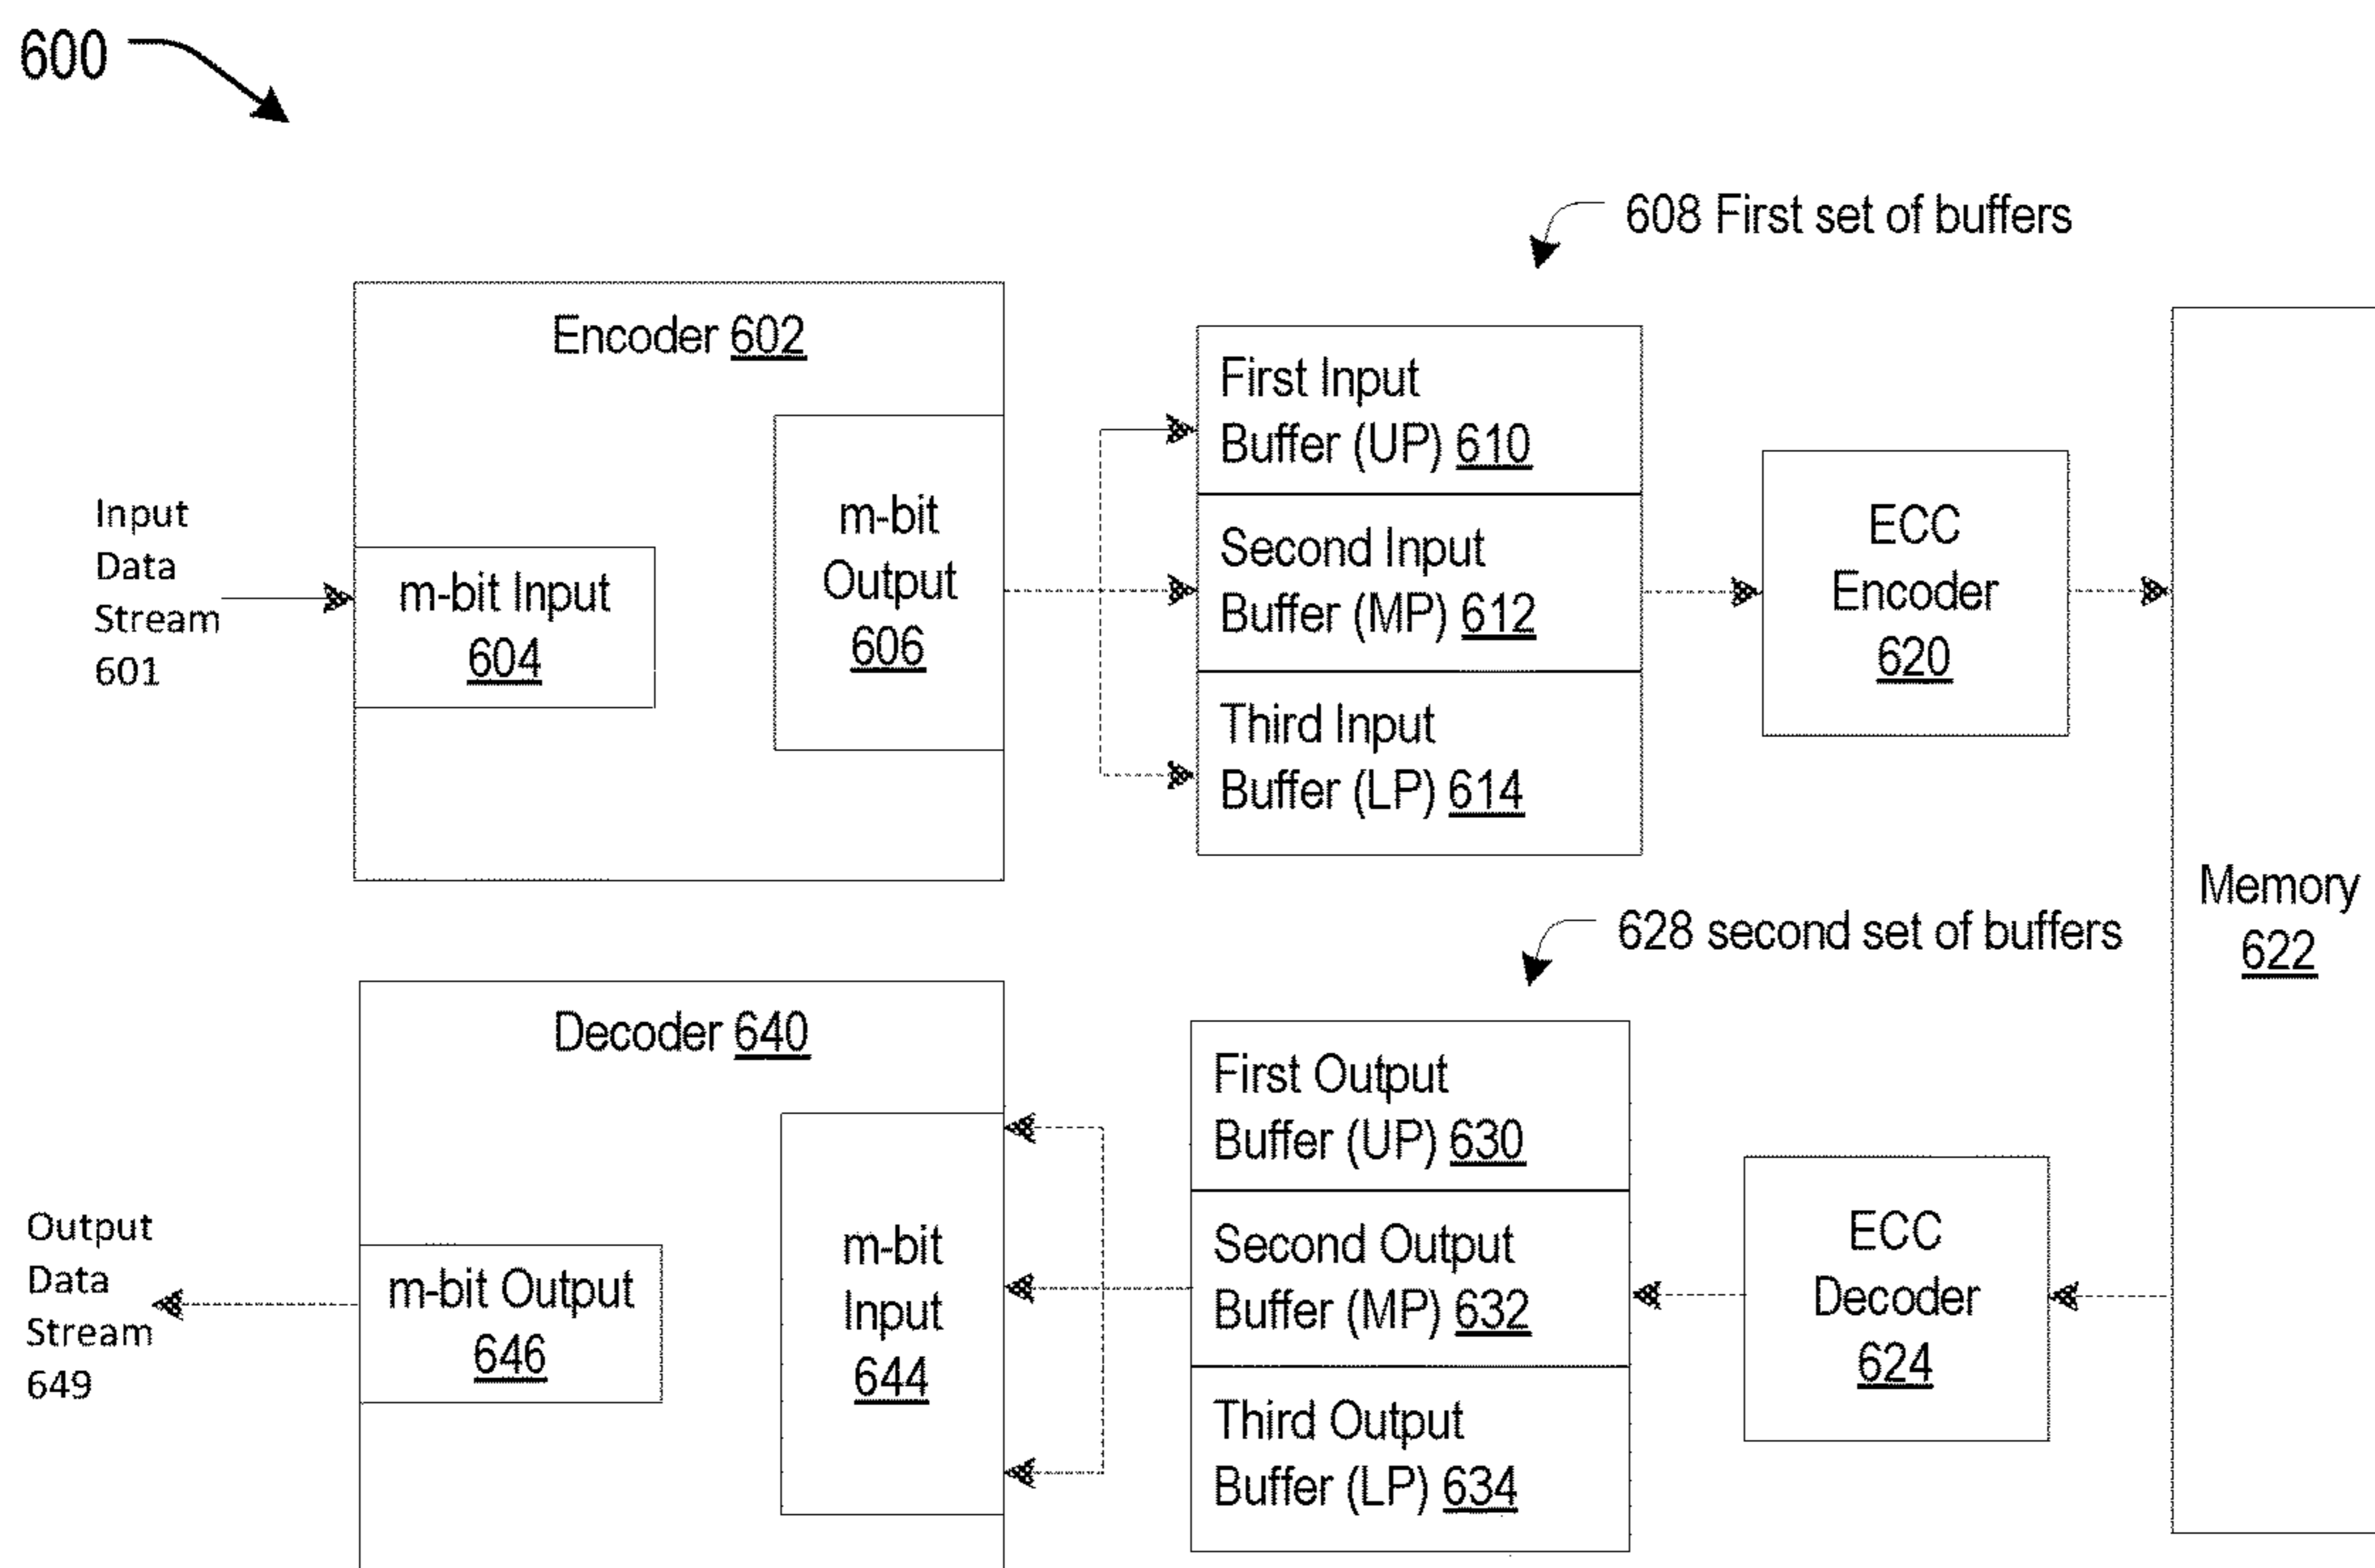 600
608 First set of buffers
Encoder 602
Input
Data
Stream
601
m-bit Input
604
m-bit
Output
606
First Input
Buffer (UP) 610
Second Input
Buffer (MP) 612
Third Input
Buffer (LP) 614
ECC
Encoder
620
Memory
622
628 second set of buffers
Decoder 640
Output
Data
Stream
649
m-bit Output
646
m-bit
Input
644
First Output
Buffer (UP) 630
Second Output
Buffer (MP) 632
Third Output
Buffer (LP) 634
ECC
Decoder
624